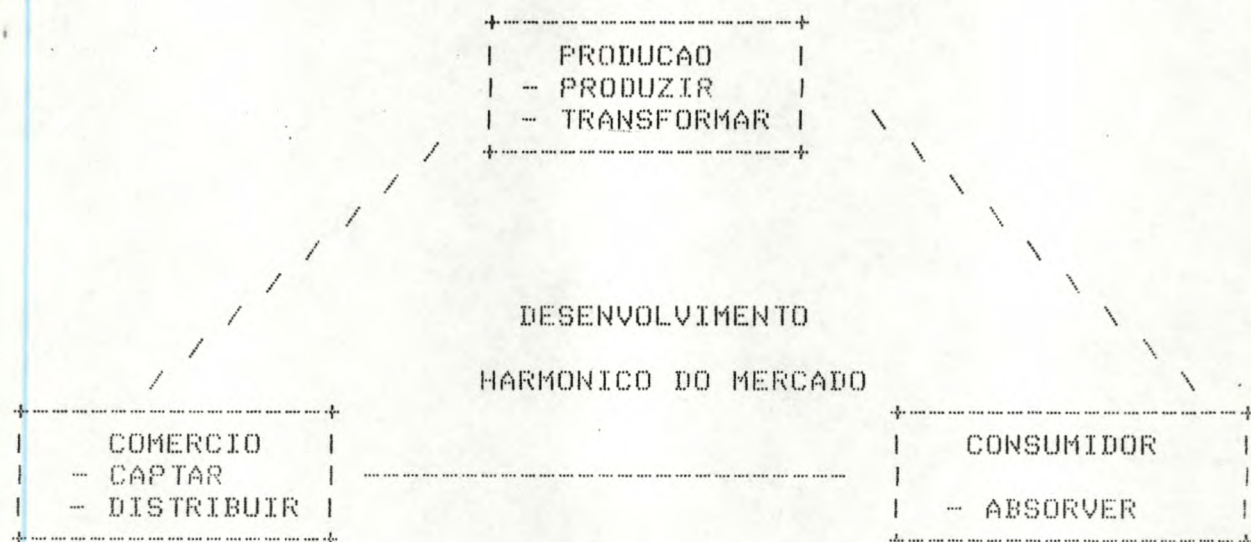 PRODUCAO
- PRODUZIR
- TRANSFORMAR
DESENVOLVIMENTO
HARMONICO DO MERCADO
COMERCIO
- CAPTAR
- DISTRIBUIR
CONSUMIDOR
- ABSORVER